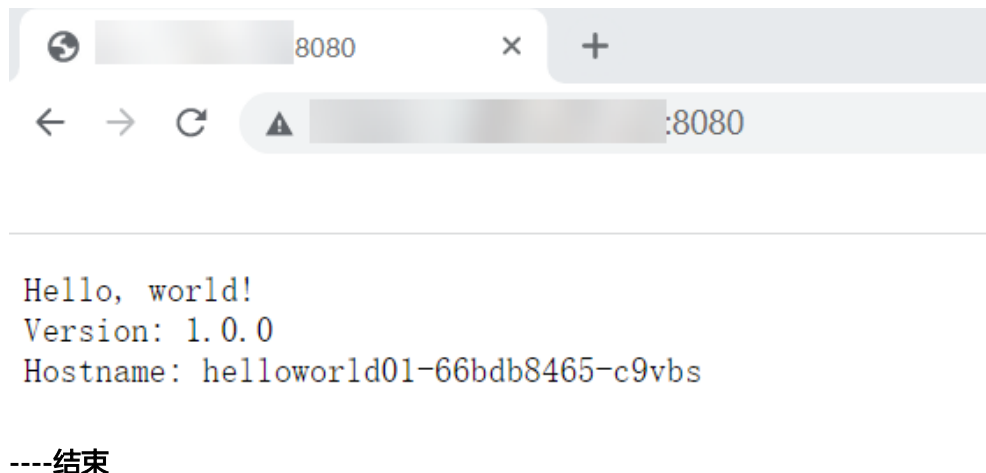 8080
:8080
Hello, world!
Version: 1.0.0
Hostname: helloworld01-66bdb8465-c9vbs
----结束